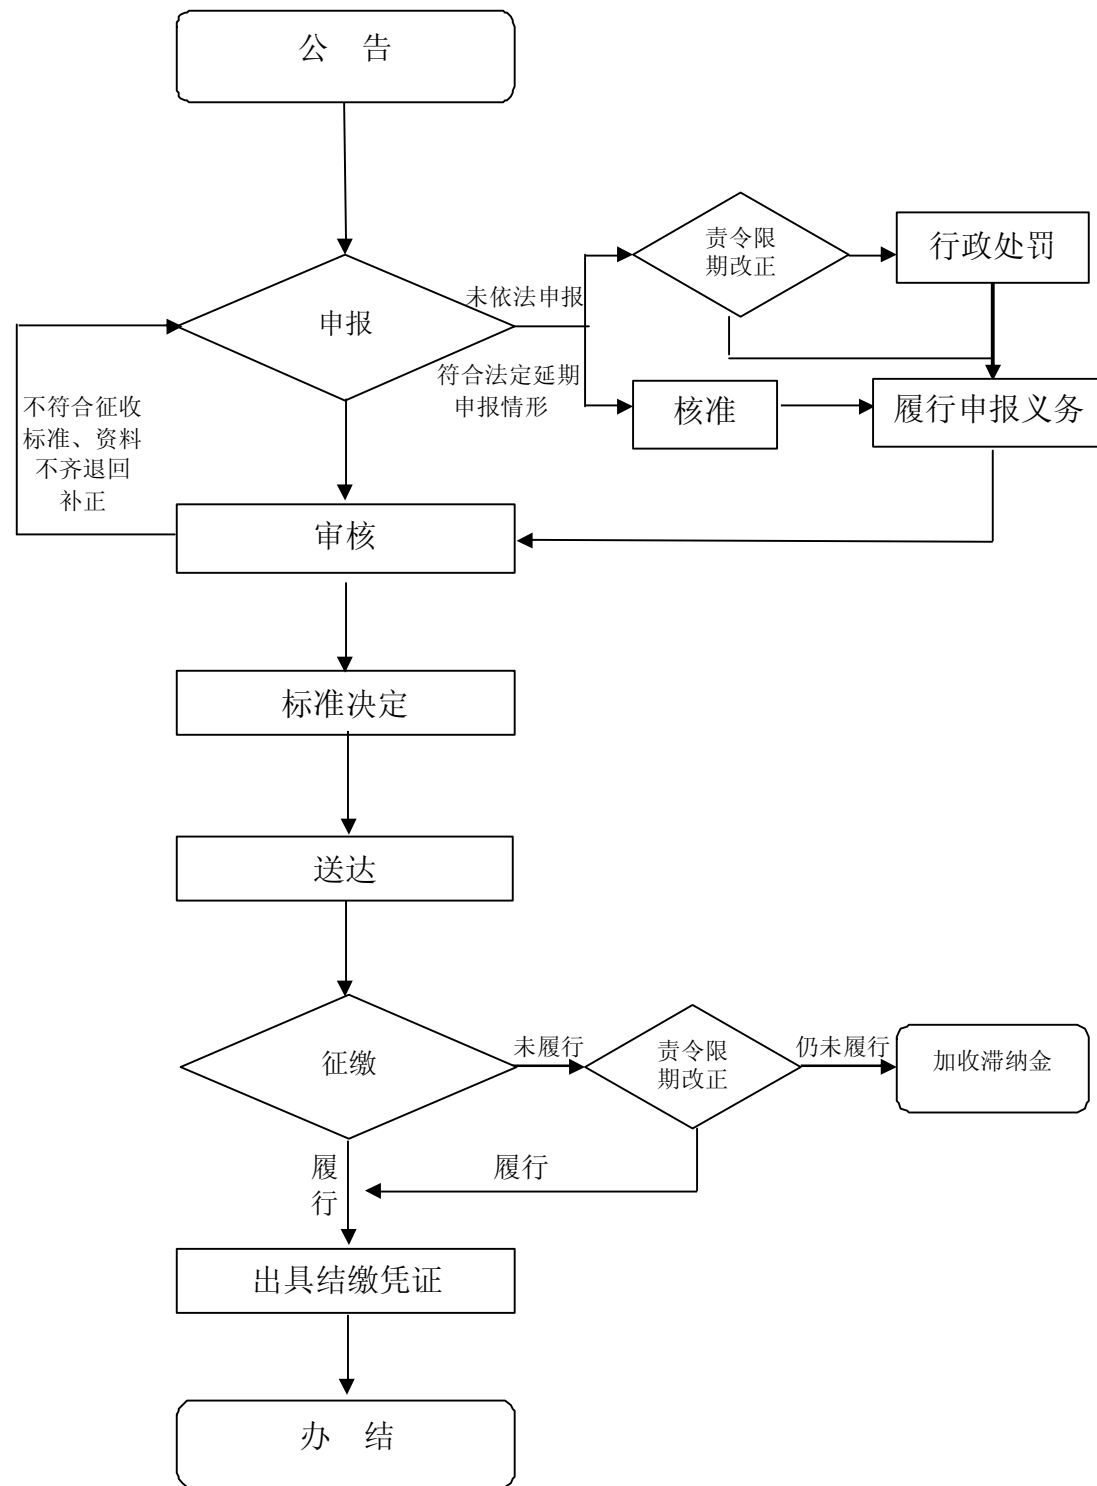 公 告
责令限
期改正
行政处罚
未依法申报
申报
符合法定延期
申报情形
核准
履行申报义务
不符合征收
标准、资料
不齐退回
补正
审核
标准决定
送达
征缴
未履行
责令限
期改正
仍未履行
加收滞纳金
履
行
履行
出具结缴凭证
办 结